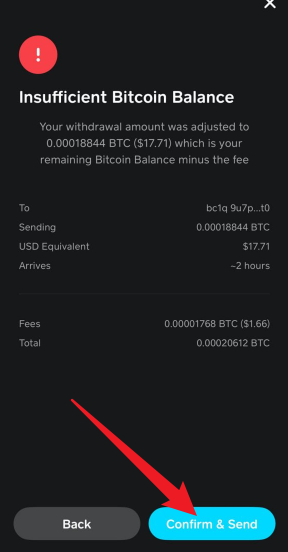 Insufficient Bitcoin Balance
Your withdrawal amount was adjusted to
0.00018844 BTC ($17.71) which is your
remaining Bitcoin Balance minus the fee
To bc1q 9u7p...t0
Sending 0.00018844 BTC
USD Equivalent $17.71
Arrives ~2 hours
Fees 0.00001768 BTC ($1.66)
Total 0.00020612 BTC
Back Confirm & Send